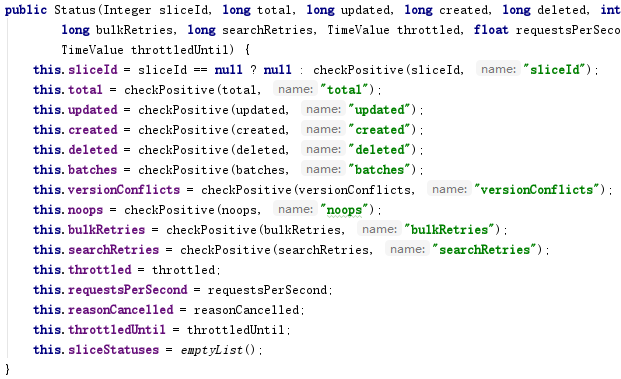 public Status(Integer sliceId, long total, long updated, long created, long deleted, int
long bulkRetries, long searchRetries, TimeValue throttled, float requestsPerSeco
TimeValue throttledUntil) {
this.sliceId = sliceId == null ? null : checkPositive(sliceId, name: "sliceId");
this.total = checkPositive(total, name: "total");
this.updated = checkPositive(updated, name: "updated");
this.created = checkPositive(created, name: "created");
this.deleted = checkPositive(deleted, name: "deleted");
this.batches = checkPositive(batches, name: "batches");
this.versionConflicts = checkPositive(versionConflicts, name: "versionConflicts");
this.noops = checkPositive(noops, name: "noops");
this.bulkRetries = checkPositive(bulkRetries, name: "bulkRetries");
this.searchRetries = checkPositive(searchRetries, name: "searchRetries");
this.throttled = throttled;
this.requestsPerSecond = requestsPerSecond;
this.reasonCancelled = reasonCancelled;
this.throttledUntil = throttledUntil;
this.sliceStatuses = emptyList();
}